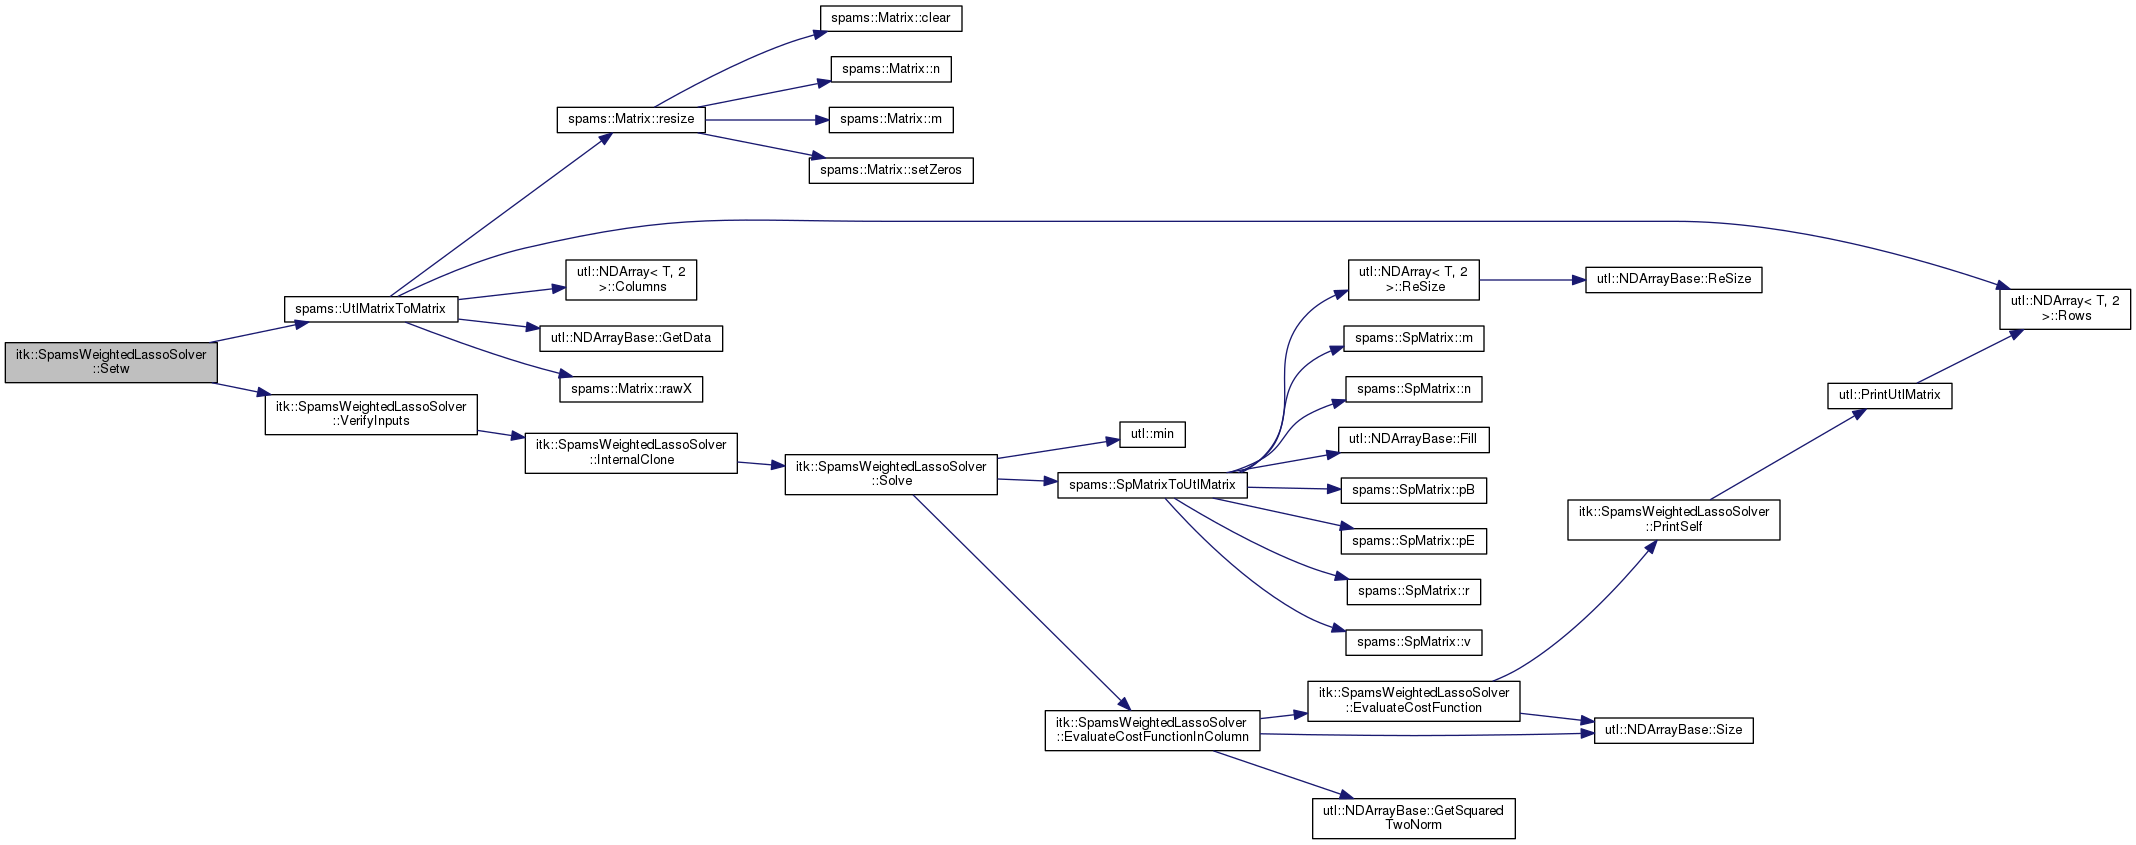 spams::Matrix::clear
spams::Matrix::n
spams::Matrix::resize
spams::Matrix::m
spams::Matrix::setZeros
utl::NDArray< T, 2
>::Columns
spams::UtlMatrixToMatrix
utl::NDArrayBase::GetData
spams::Matrix::rawX
itk::SpamsWeightedLassoSolver
::Setw
itk::SpamsWeightedLassoSolver
::VerifyInputs
itk::SpamsWeightedLassoSolver
::InternalClone
itk::SpamsWeightedLassoSolver
::Solve
utl::min
spams::SpMatrixToUtlMatrix
utl::NDArray< T, 2
>::ReSize
utl::NDArrayBase::ReSize
spams::SpMatrix::m
spams::SpMatrix::n
utl::NDArrayBase::Fill
spams::SpMatrix::pB
spams::SpMatrix::pE
spams::SpMatrix::r
spams::SpMatrix::v
utl::NDArray< T, 2
>::Rows
utl::PrintUtlMatrix
itk::SpamsWeightedLassoSolver
::PrintSelf
itk::SpamsWeightedLassoSolver
::EvaluateCostFunction
itk::SpamsWeightedLassoSolver
::EvaluateCostFunctionInColumn
utl::NDArrayBase::Size
utl::NDArrayBase::GetSquared
TwoNorm